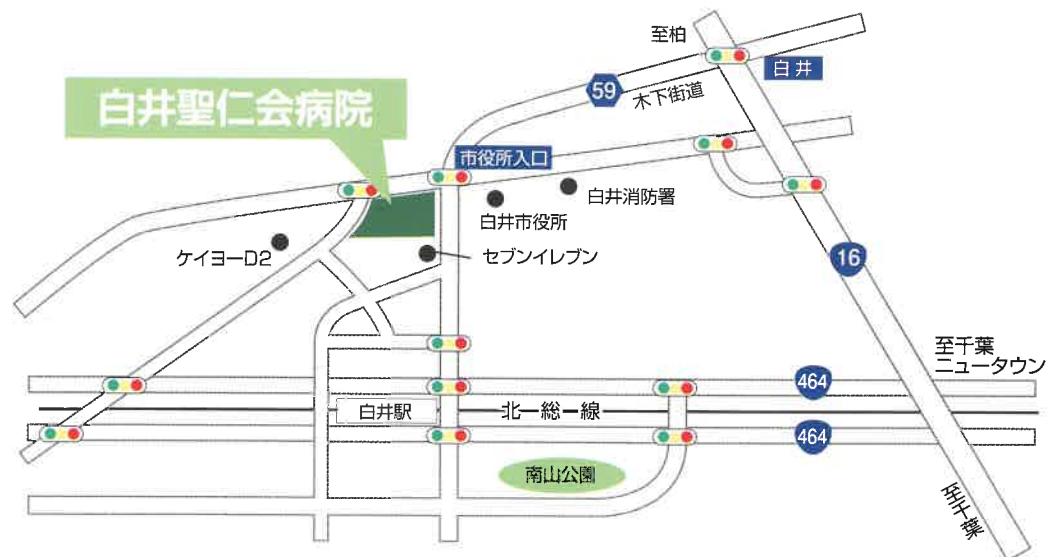 至柏
白井
59
木下街道
白井聖仁会病院
市役所入口
白井消防署
白井市役所
ケイヨーD2
セブンイレブン
16
至千葉
ニュータウン
464
白井駅
北総線
464
南山公園
至千葉